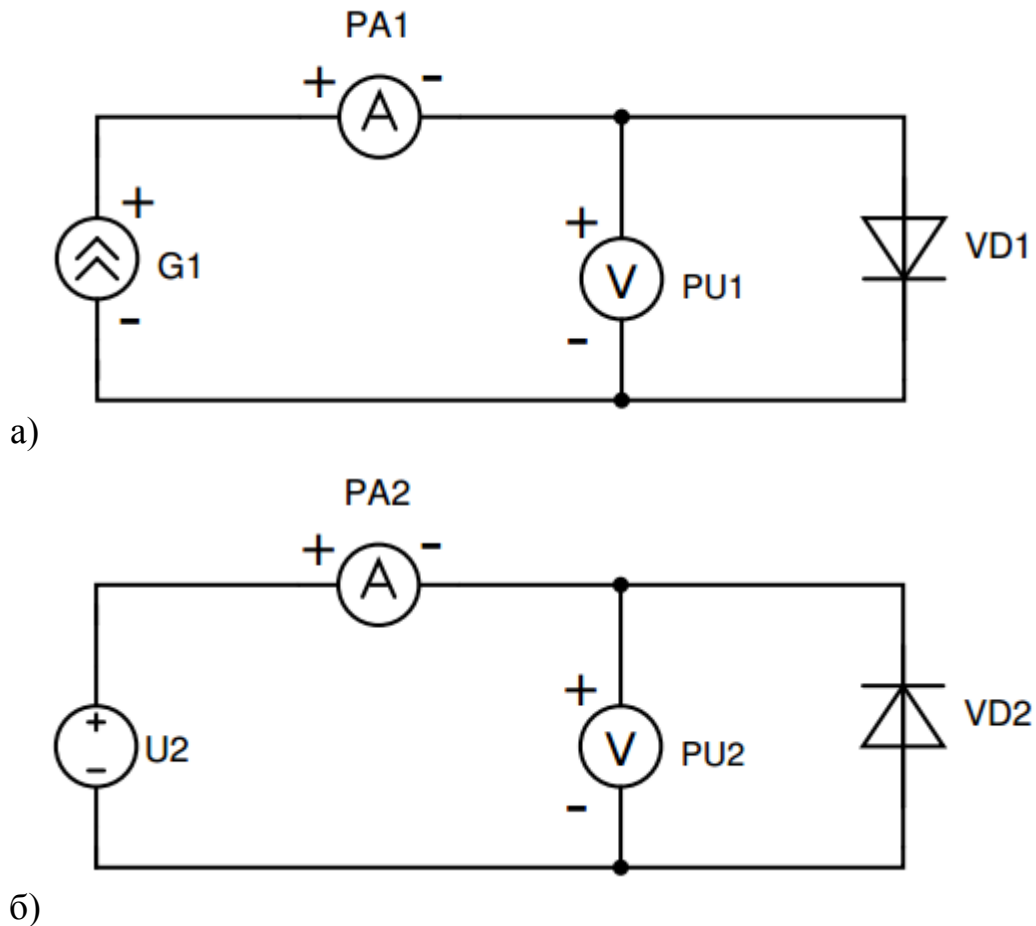 PA1
+ A -
+ G1 -
+ V PU1 -
VD1
а)
PA2
+ A -
+ - U2
+ V PU2 -
VD2
б)